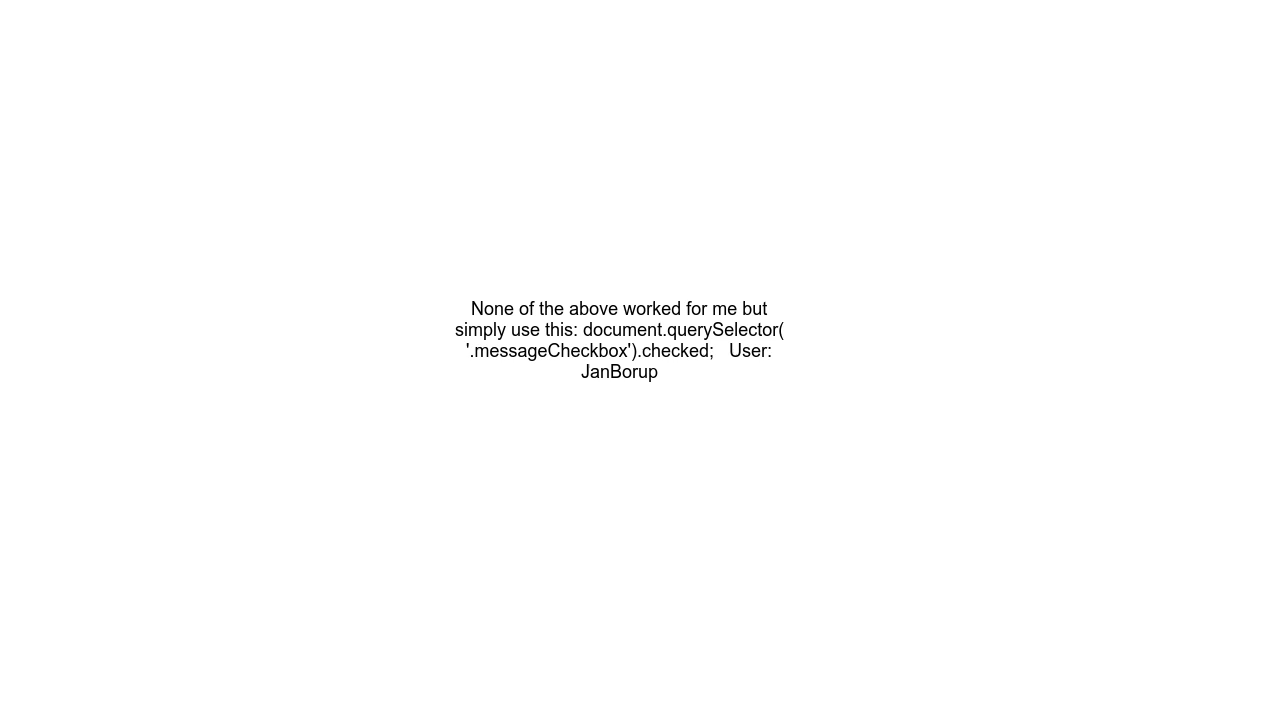 None of the above worked for me but
simply use this: document.querySelector(
'.messageCheckbox').checked;   User:
JanBorup